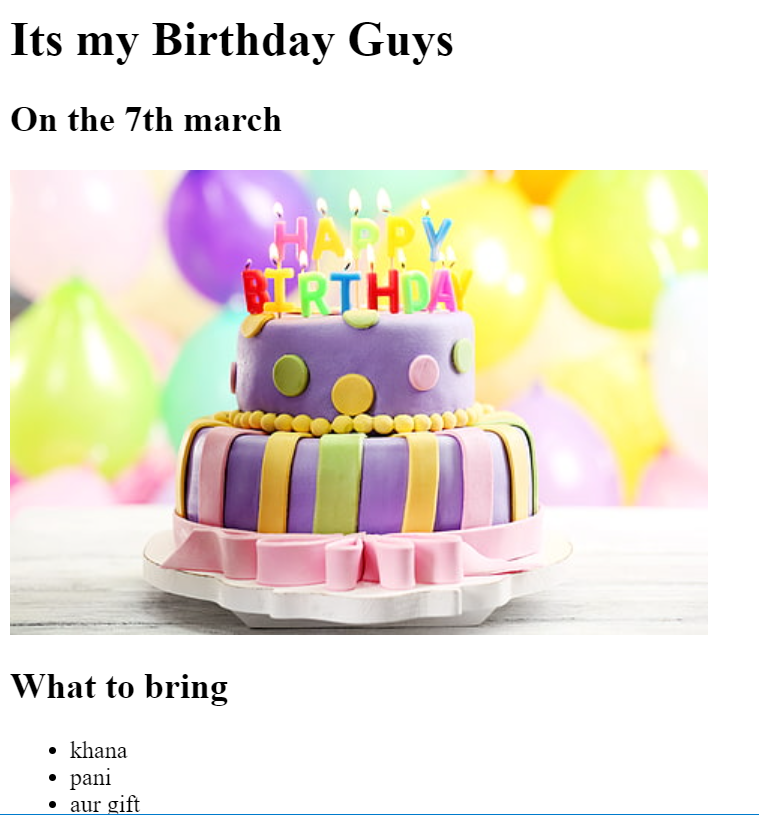 Its my Birthday Guys
On the 7th march
HAPPY
BIRTHDAY
What to bring
khana
pani
aur gift